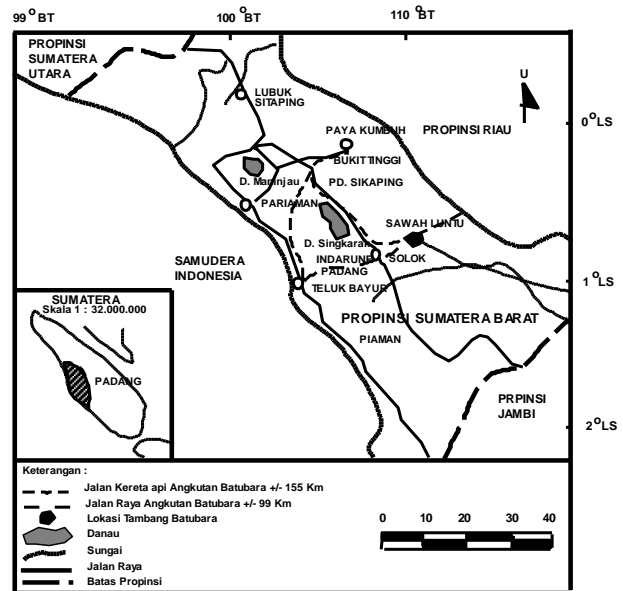 99°BT
100°BT
110°BT
PROPINSI
SUMATERA
UTARA
LUBUK
SITAPING
U
PAYA KUMBUH
PROPINSI RIAU
0°LS
BUKITTINGGI
D. Maninjau
PD. SIKAPING
PARIAMAN
SAWAH LUNTU
SAMUDERA
INDONESIA
D. Singkarak
INDARUNG
SOLOK
PADANG
TELUK BAYUR
1°LS
SUMATERA
Skala 1 : 32.000.000
PADANG
PROPINSI SUMATERA BARAT
PIAMAN
PRPINSI
JAMBI
2°LS
Keterangan :
Jalan Kereta api Angkutan Batubara +/- 155 Km
Jalan Raya Angkutan Batubara +/- 99 Km
Lokasi Tambang Batubara
Danau
Sungai
Jalan Raya
Batas Propinsi
0 10 20 30 40